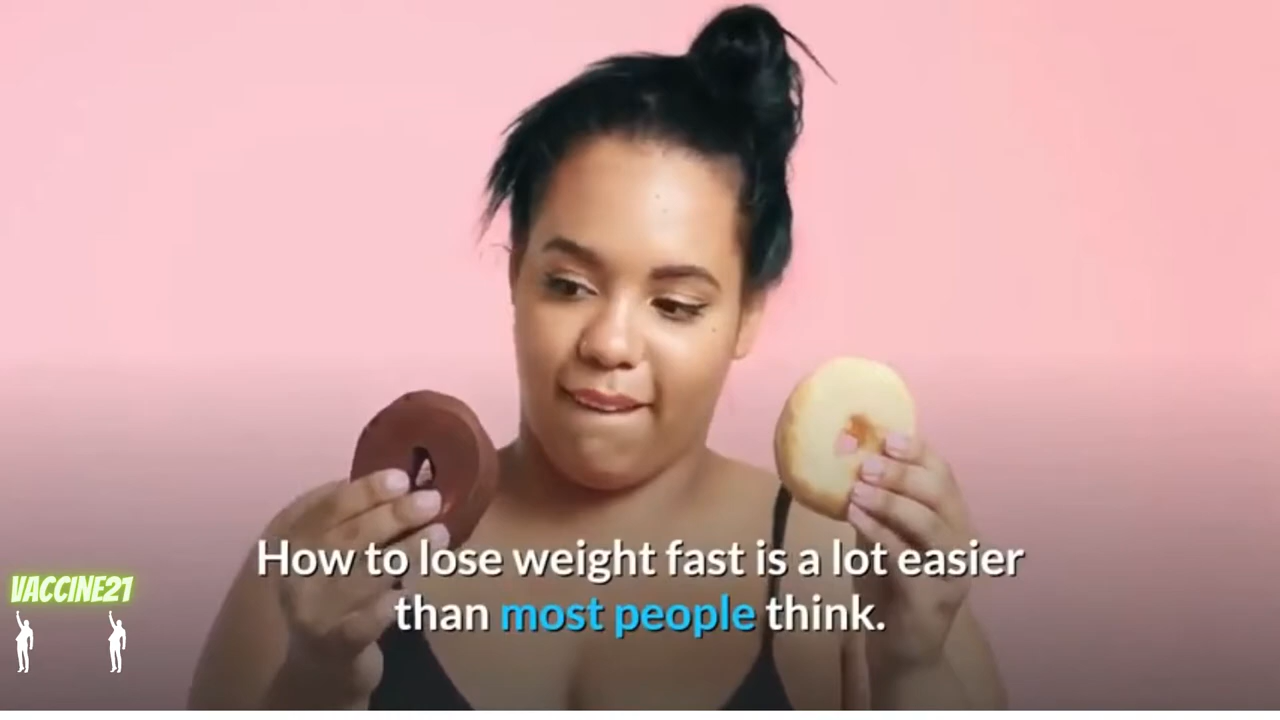 How to lose weight fast is a lot easier
than most people think.
VACCINE21